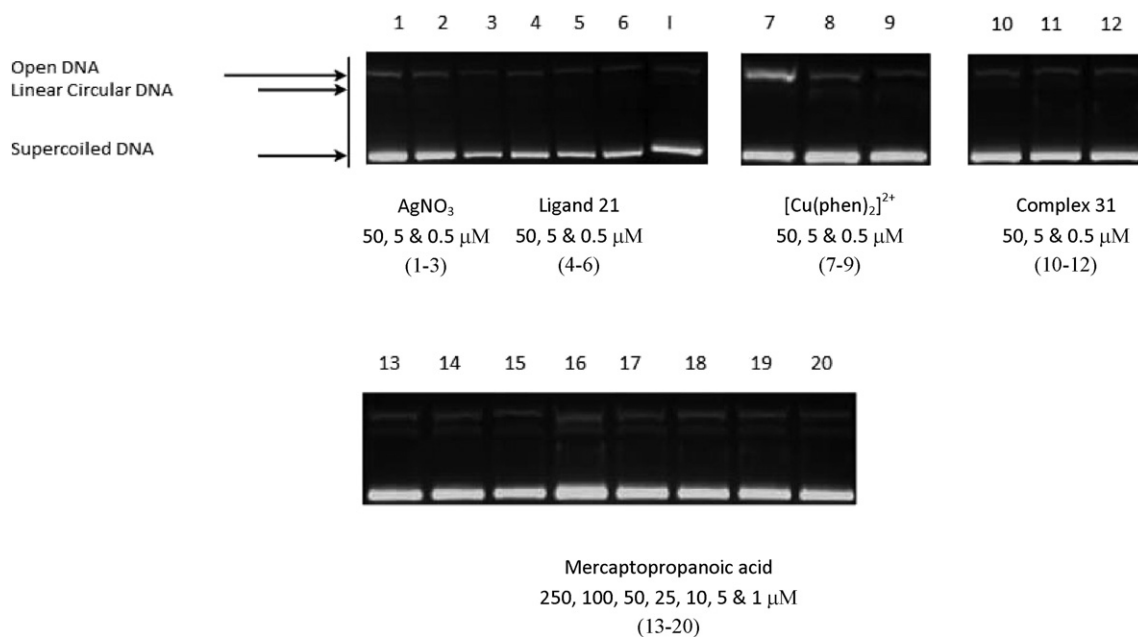 1 2 3 4 5 6 I 7 8 9 10 11 12
Open DNA
Linear Circular DNA
Supercoiled DNA
AgNO₃ Ligand 21 [Cu(phen)₂]²⁺ Complex 31
50, 5 & 0.5 μM 50, 5 & 0.5 μM 50, 5 & 0.5 μM 50, 5 & 0.5 μM
(1-3) (4-6) (7-9) (10-12)
13 14 15 16 17 18 19 20
Mercaptopropanoic acid
250, 100, 50, 25, 10, 5 & 1 μM
(13-20)